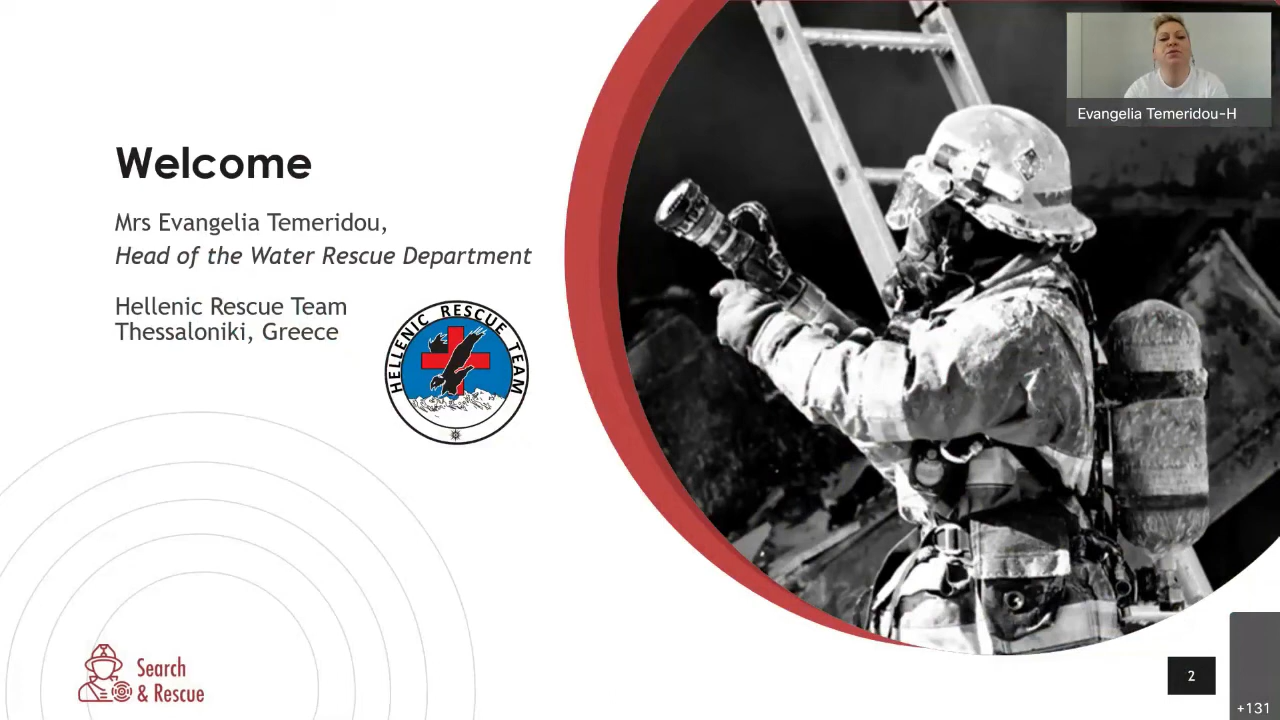 Evangelia Temeridou-H
Welcome
Mrs Evangelia Temeridou,
Head of the Water Rescue Department
Hellenic Rescue Team
Thessaloniki, Greece
HELLENIC RESCUE TEAM
Search
& Rescue
2
+131